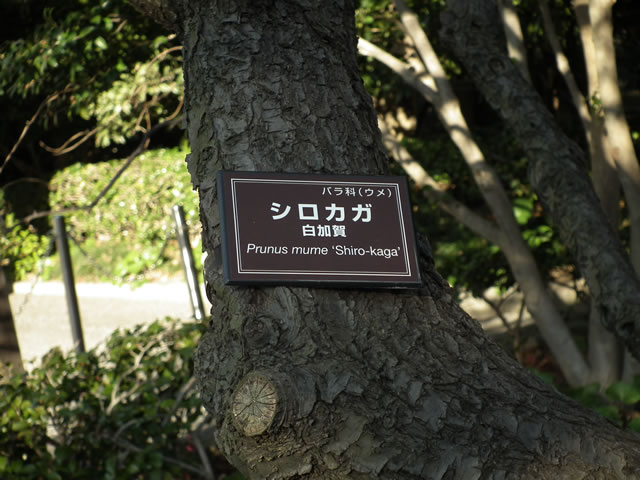 バラ科(ウメ)
シロカガ
白加賀
Prunus mume ‘Shiro-kaga’